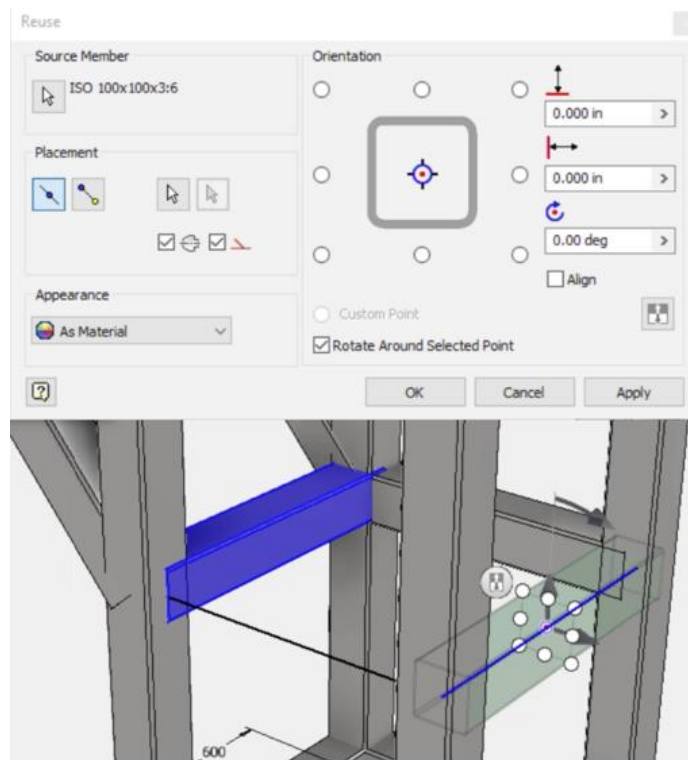 Reuse
Source Member
ISO 100x100x3:6
Placement
Appearance
As Material
Orientation
0.000 in
0.000 in
0.00 deg
Align
Custom Point
Rotate Around Selected Point
OK
Cancel
Apply
600